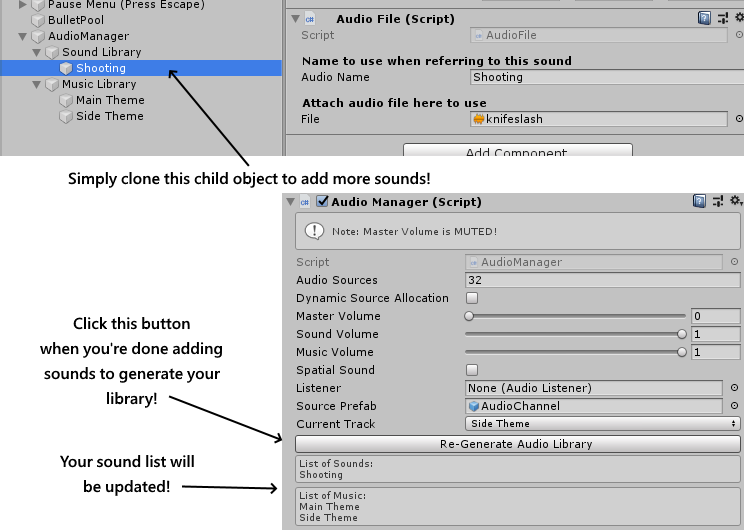 Pause Menu (Press Escape)
BulletPool
AudioManager
Sound Library
Shooting
Music Library
Main Theme
Side Theme
Audio File (Script)
Script
AudioFile
Name to use when referring to this sound
Audio Name
Shooting
Attach audio file here to use
File
knifeslash
Add Component
Simply clone this child object to add more sounds!
Audio Manager (Script)
Note: Master Volume is MUTED!
Script
AudioManager
Audio Sources
32
Dynamic Source Allocation
Master Volume
0
Sound Volume
1
Music Volume
1
Spatial Sound
Listener
None (Audio Listener)
Source Prefab
AudioChannel
Current Track
Side Theme
Re-Generate Audio Library
List of Sounds:
Shooting
List of Music:
Main Theme
Side Theme
Click this button
when you're done adding
sounds to generate your
library!
Your sound list will
be updated!